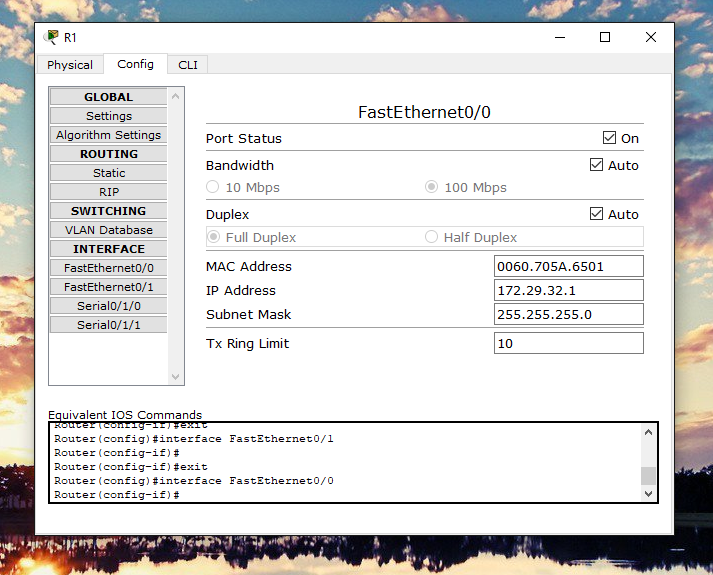 R1
Physical Config CLI
GLOBAL
Settings
Algorithm Settings
ROUTING
Static
RIP
SWITCHING
VLAN Database
INTERFACE
FastEthernet0/0
FastEthernet0/1
Serial0/1/0
Serial0/1/1
FastEthernet0/0
Port Status On
Bandwidth Auto
10 Mbps 100 Mbps
Duplex Auto
Full Duplex Half Duplex
MAC Address 0060.705A.6501
IP Address 172.29.32.1
Subnet Mask 255.255.255.0
Tx Ring Limit 10
Equivalent IOS Commands
Router(config-if)#exit
Router(config)#interface FastEthernet0/1
Router(config-if)#
Router(config-if)#exit
Router(config)#interface FastEthernet0/0
Router(config-if)#